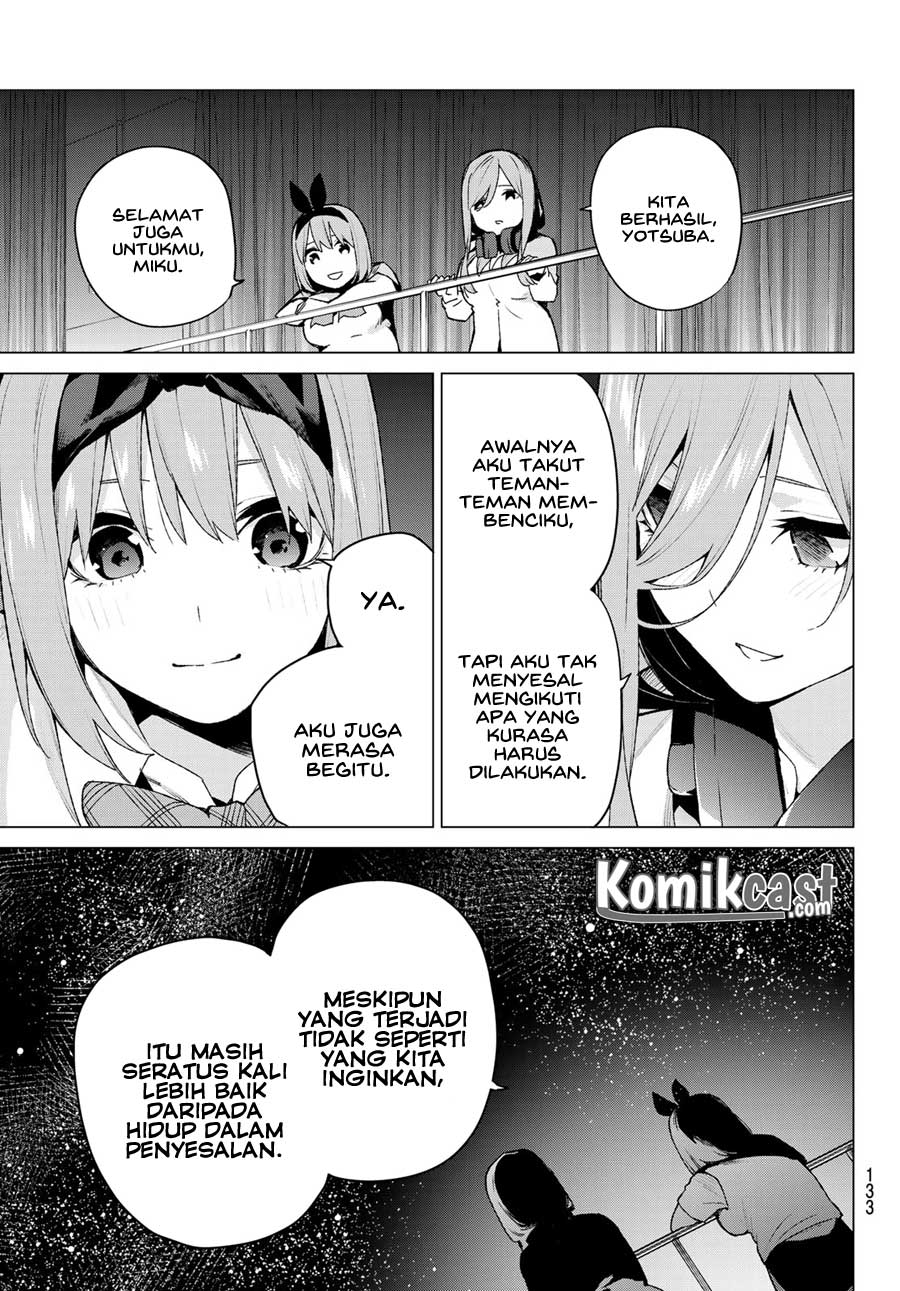 KITA
BERHASIL,
YOTSUBA.
SELAMAT
JUGA
UNTUKMU,
MIKU.
AWALNYA
AKU TAKUT
TEMAN-
TEMAN MEM-
BENCIKU,
TAPI AKU TAK
MENYESAL
MENGIKUTI
APA YANG
KURASA
HARUS
DILAKUKAN.
YA.
AKU JUGA
MERASA
BEGITU.
Komikcast
.com
MESKIPUN
YANG TERJADI
TIDAK SEPERTI
YANG KITA
INGINKAN,
ITU MASIH
SERATUS KALI
LEBIH BAIK
DARIPADA
HIDUP DALAM
PENYESALAN.
133